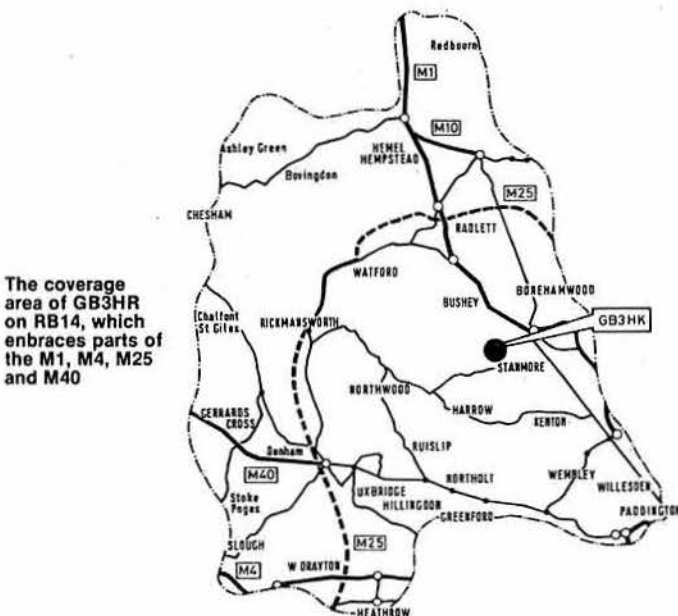 The coverage
area of GB3HR
on RB14, which
enbraces parts of
the M1, M4, M25
and M40
Redbourn
M1
M10
Ashley Green
HEMEL
HEMPSTEAD
Bovingdon
M25
CHESHAM
RADLETT
WATFORD
BOREHAMWOOD
BUSHEY
Chalfont
St Giles
RICKMANSWORTH
GB3HK
STANMORE
NORTHWOOD
HARROW
GERRARDS
CROSS
KENTON
RUISLIP
Denham
M40
NORTHOLT
WEMBLEY
WILLESDEN
UXBRIDGE
HILLINGDON
Stoke
Poges
GREENFORD
PADDINGTON
SLOUGH
M25
M4
W DRAYTON
HEATHROW